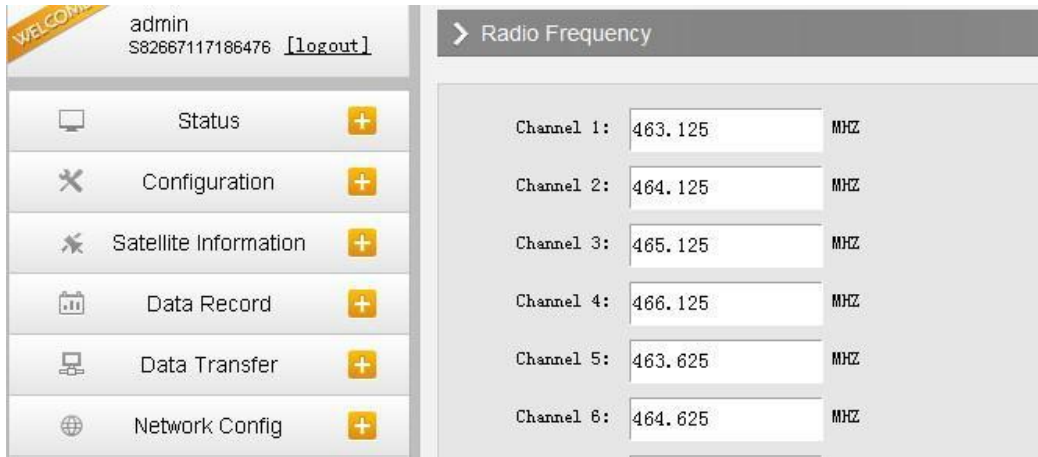 WELCOME
admin
S82667117186476 [logout]
Status
Configuration
Satellite Information
Data Record
Data Transfer
Network Config
Radio Frequency
Channel 1: 463.125 MHZ
Channel 2: 464.125 MHZ
Channel 3: 465.125 MHZ
Channel 4: 466.125 MHZ
Channel 5: 463.625 MHZ
Channel 6: 464.625 MHZ